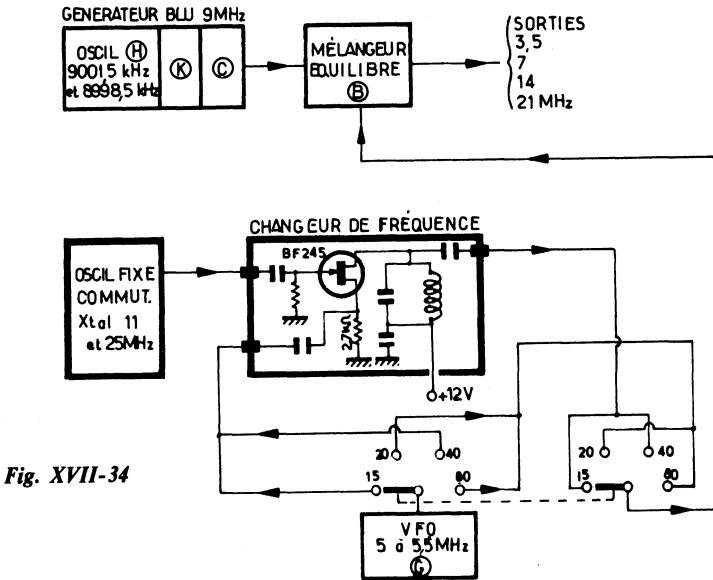 GENERATEUR BLU 9MHz
OSCIL Ⓗ
9001,5 kHz
et 8998,5 kHz
Ⓚ
Ⓒ
MÉLANGEUR
EQUILIBRE
Ⓑ
SORTIES
3,5
7
14
21 MHz
CHANGEUR DE FRÉQUENCE
OSCIL FIXE
COMMUT.
Xtal 11
et 25MHz
BF245
2,7kΩ
+12V
20
40
15
80
20
40
15
80
Fig. XVII-34
VFO
5 à 5,5MHz
Ⓖ